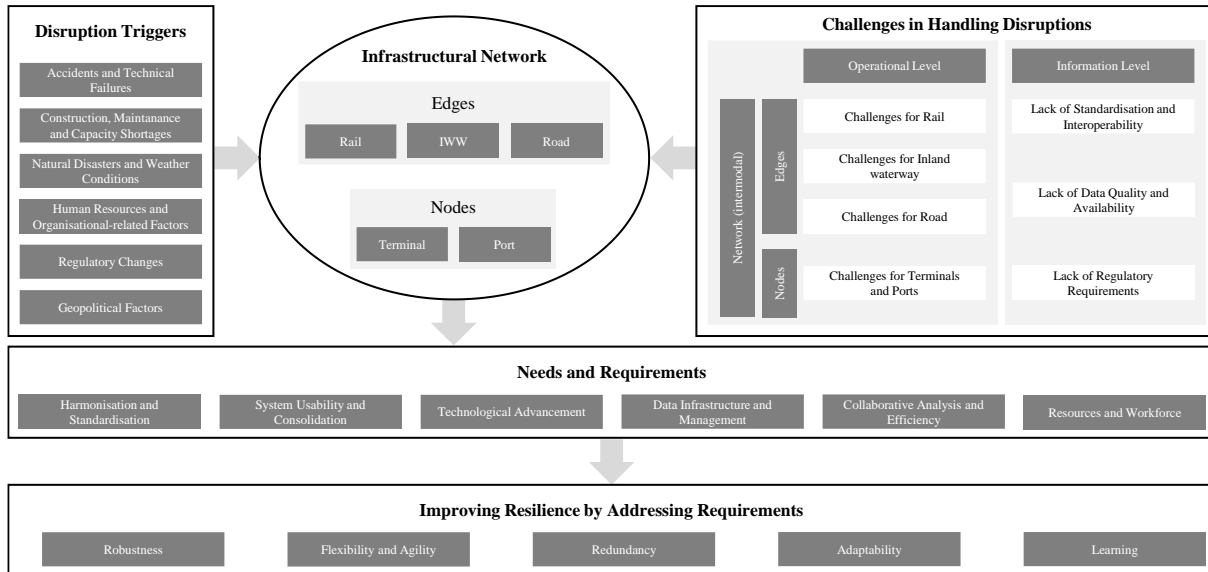 Disruption Triggers
Accidents and Technical
Failures
Construction, Maintanance
and Capacity Shortages
Natural Disasters and Weather
Conditions
Human Resources and
Organisational-related Factors
Regulatory Changes
Geopolitical Factors
Infrastructural Network
Edges
Rail
IWW
Road
Nodes
Terminal
Port
Challenges in Handling Disruptions
Operational Level
Information Level
Network (intermodal)
Edges
Nodes
Challenges for Rail
Challenges for Inland
waterway
Challenges for Road
Challenges for Terminals
and Ports
Lack of Standardisation and
Interoperability
Lack of Data Quality and
Availability
Lack of Regulatory
Requirements
Needs and Requirements
Harmonisation and
Standardisation
System Usability and
Consolidation
Technological Advancement
Data Infrastructure and
Management
Collaborative Analysis and
Efficiency
Resources and Workforce
Improving Resilience by Addressing Requirements
Robustness
Flexibility and Agility
Redundancy
Adaptability
Learning